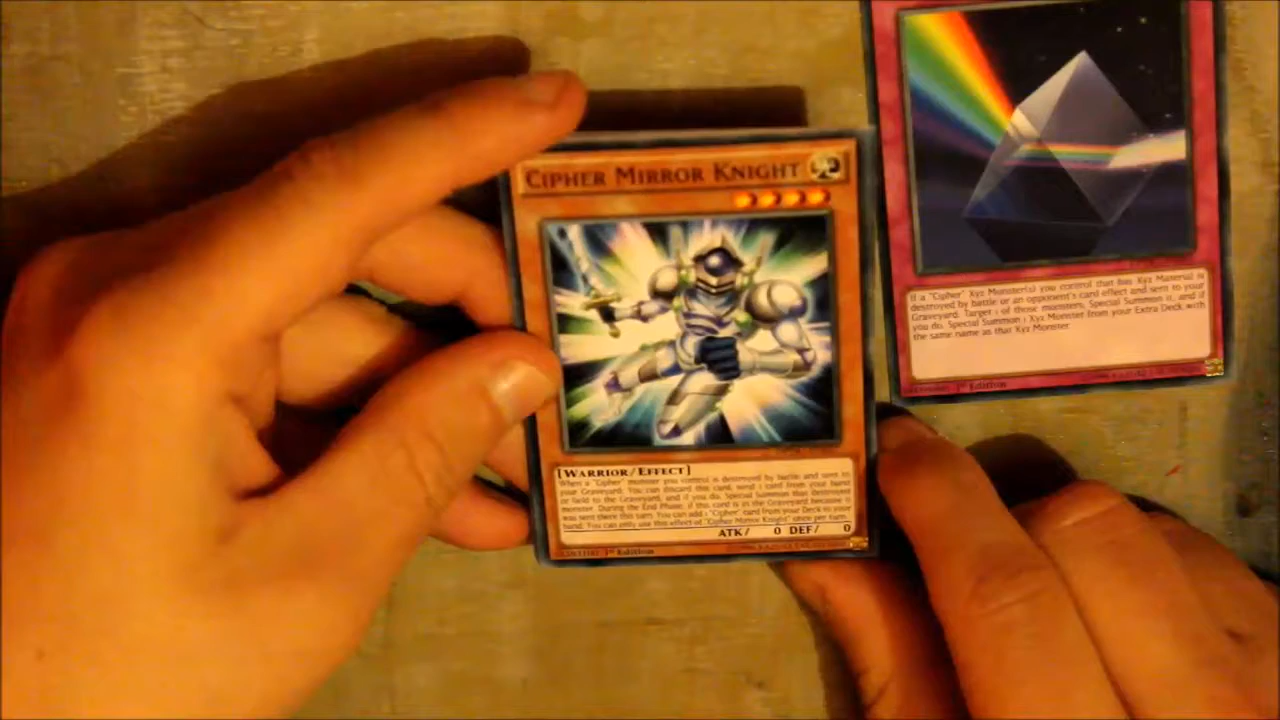 CIPHER MIRROR KNIGHT
[WARRIOR/EFFECT]
When a "Cipher" monster you control is destroyed by battle and sent to
your Graveyard: You can discard this card, send 1 card from your hand
or field to the Graveyard, and if you do, Special Summon that destroyed
monster. During the End Phase, if this card is in the Graveyard because it
was sent there this turn: You can add 1 "Cipher" card from your Deck to your
hand. You can only use this effect of "Cipher Mirror Knight" once per turn.
ATK/ 0 DEF/ 0
1st Edition
If a "Cipher" Xyz Monster(s) you control that has Xyz Material is
destroyed by battle or an opponent's card effect and sent to your
Graveyard: Target 1 of those monsters; Special Summon it, and if
you do, Special Summon 1 Xyz Monster from your Extra Deck with
the same name as that Xyz Monster.
1st Edition